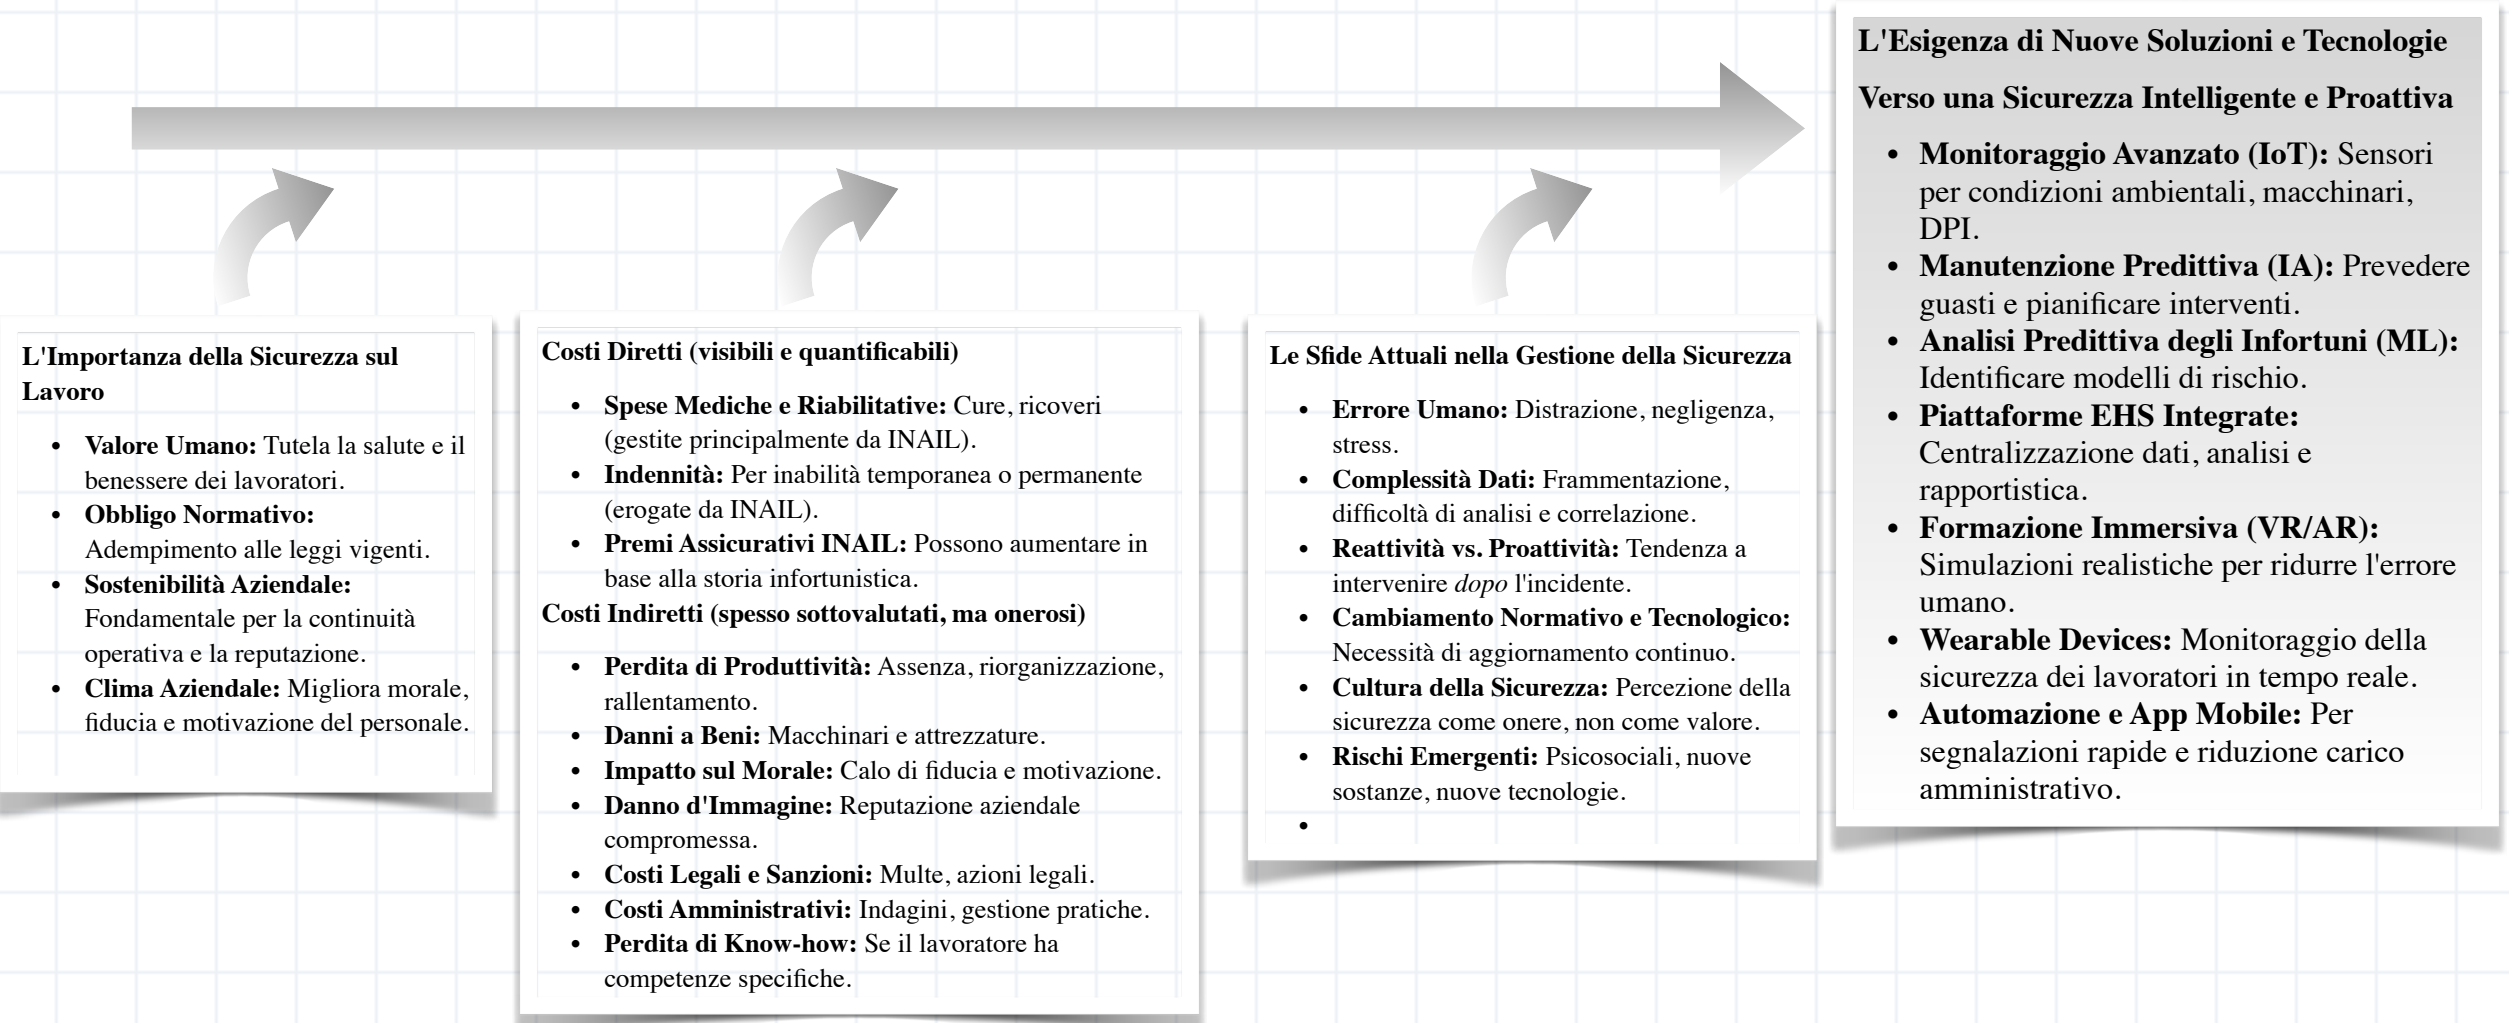 L'Importanza della Sicurezza sul
Lavoro
• Valore Umano: Tutela la salute e il
benessere dei lavoratori.
• Obbligo Normativo:
Adempimento alle leggi vigenti.
• Sostenibilità Aziendale:
Fondamentale per la continuità
operativa e la reputazione.
• Clima Aziendale: Migliora morale,
fiducia e motivazione del personale.
Costi Diretti (visibili e quantificabili)
• Spese Mediche e Riabilitative: Cure, ricoveri
(gestite principalmente da INAIL).
• Indennità: Per inabilità temporanea o permanente
(erogate da INAIL).
• Premi Assicurativi INAIL: Possono aumentare in
base alla storia infortunistica.
Costi Indiretti (spesso sottovalutati, ma onerosi)
• Perdita di Produttività: Assenza, riorganizzazione,
rallentamento.
• Danni a Beni: Macchinari e attrezzature.
• Impatto sul Morale: Calo di fiducia e motivazione.
• Danno d'Immagine: Reputazione aziendale
compromessa.
• Costi Legali e Sanzioni: Multe, azioni legali.
• Costi Amministrativi: Indagini, gestione pratiche.
• Perdita di Know-how: Se il lavoratore ha
competenze specifiche.
Le Sfide Attuali nella Gestione della Sicurezza
• Errore Umano: Distrazione, negligenza,
stress.
• Complessità Dati: Frammentazione,
difficoltà di analisi e correlazione.
• Reattività vs. Proattività: Tendenza a
intervenire dopo l'incidente.
• Cambiamento Normativo e Tecnologico:
Necessità di aggiornamento continuo.
• Cultura della Sicurezza: Percezione della
sicurezza come onere, non come valore.
• Rischi Emergenti: Psicosociali, nuove
sostanze, nuove tecnologie.
•
L'Esigenza di Nuove Soluzioni e Tecnologie
Verso una Sicurezza Intelligente e Proattiva
• Monitoraggio Avanzato (IoT): Sensori
per condizioni ambientali, macchinari,
DPI.
• Manutenzione Predittiva (IA): Prevedere
guasti e pianificare interventi.
• Analisi Predittiva degli Infortuni (ML):
Identificare modelli di rischio.
• Piattaforme EHS Integrate:
Centralizzazione dati, analisi e
rapportistica.
• Formazione Immersiva (VR/AR):
Simulazioni realistiche per ridurre l'errore
umano.
• Wearable Devices: Monitoraggio della
sicurezza dei lavoratori in tempo reale.
• Automazione e App Mobile: Per
segnalazioni rapide e riduzione carico
amministrativo.